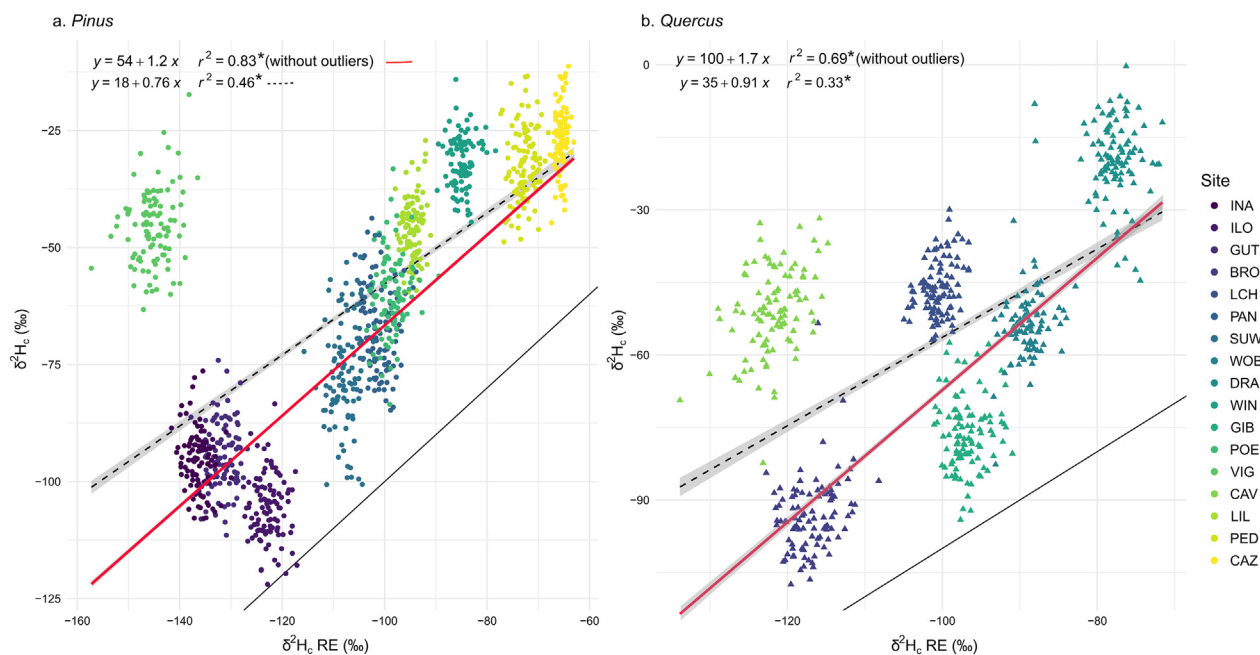 a. Pinus
y = 54 + 1.2 x r² = 0.83* (without outliers)
y = 18 + 0.76 x r² = 0.46*
−25
−50
−75
−100
−125
δ²Hc (‰)
−160 −140 −120 −100 −80 −60
δ²Hc RE (‰)
b. Quercus
y = 100 + 1.7 x r² = 0.69* (without outliers)
y = 35 + 0.91 x r² = 0.33*
0
−30
−60
−90
δ²Hc (‰)
−120 −100 −80
δ²Hc RE (‰)
Site
INA
ILO
GUT
BRO
LCH
PAN
SUW
WOB
DRA
WIN
GIB
POE
VIG
CAV
LIL
PED
CAZ